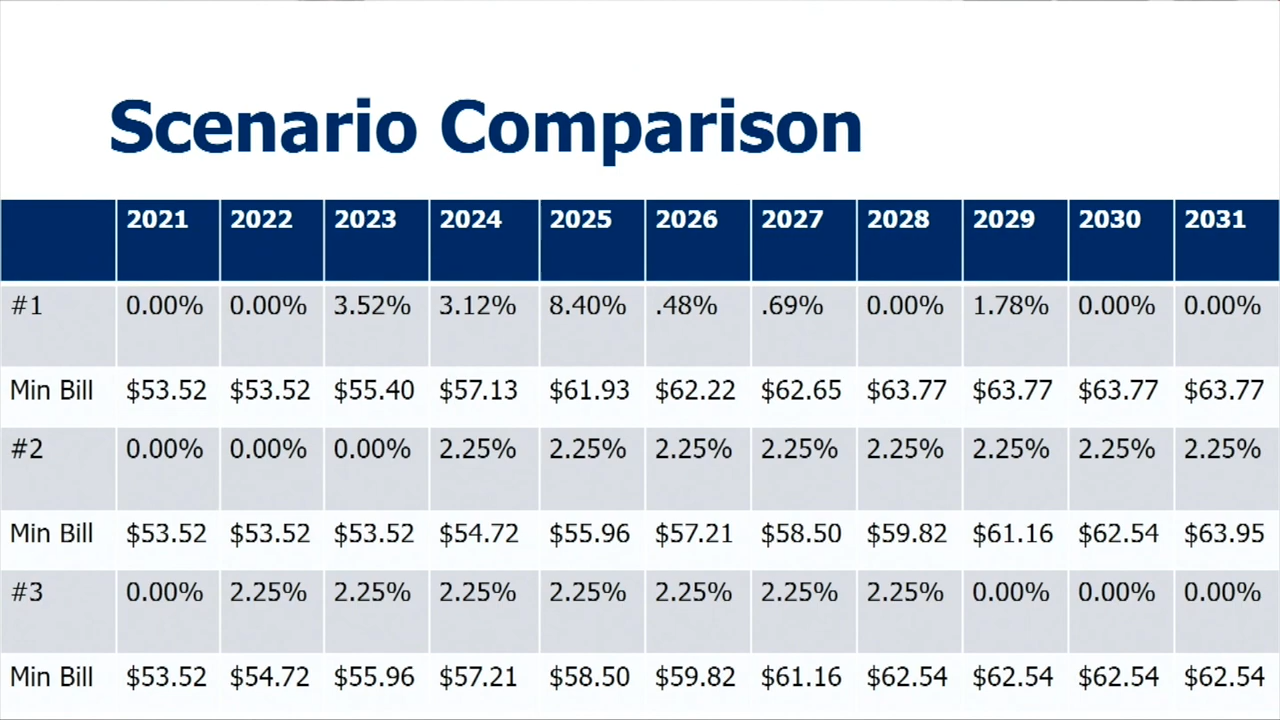 Scenario Comparison
2021 2022 2023 2024 2025 2026 2027 2028 2029 2030 2031
#1 0.00% 0.00% 3.52% 3.12% 8.40% .48% .69% 0.00% 1.78% 0.00% 0.00%
Min Bill $53.52 $53.52 $55.40 $57.13 $61.93 $62.22 $62.65 $63.77 $63.77 $63.77 $63.77
#2 0.00% 0.00% 0.00% 2.25% 2.25% 2.25% 2.25% 2.25% 2.25% 2.25% 2.25%
Min Bill $53.52 $53.52 $53.52 $54.72 $55.96 $57.21 $58.50 $59.82 $61.16 $62.54 $63.95
#3 0.00% 2.25% 2.25% 2.25% 2.25% 2.25% 2.25% 2.25% 0.00% 0.00% 0.00%
Min Bill $53.52 $54.72 $55.96 $57.21 $58.50 $59.82 $61.16 $62.54 $62.54 $62.54 $62.54